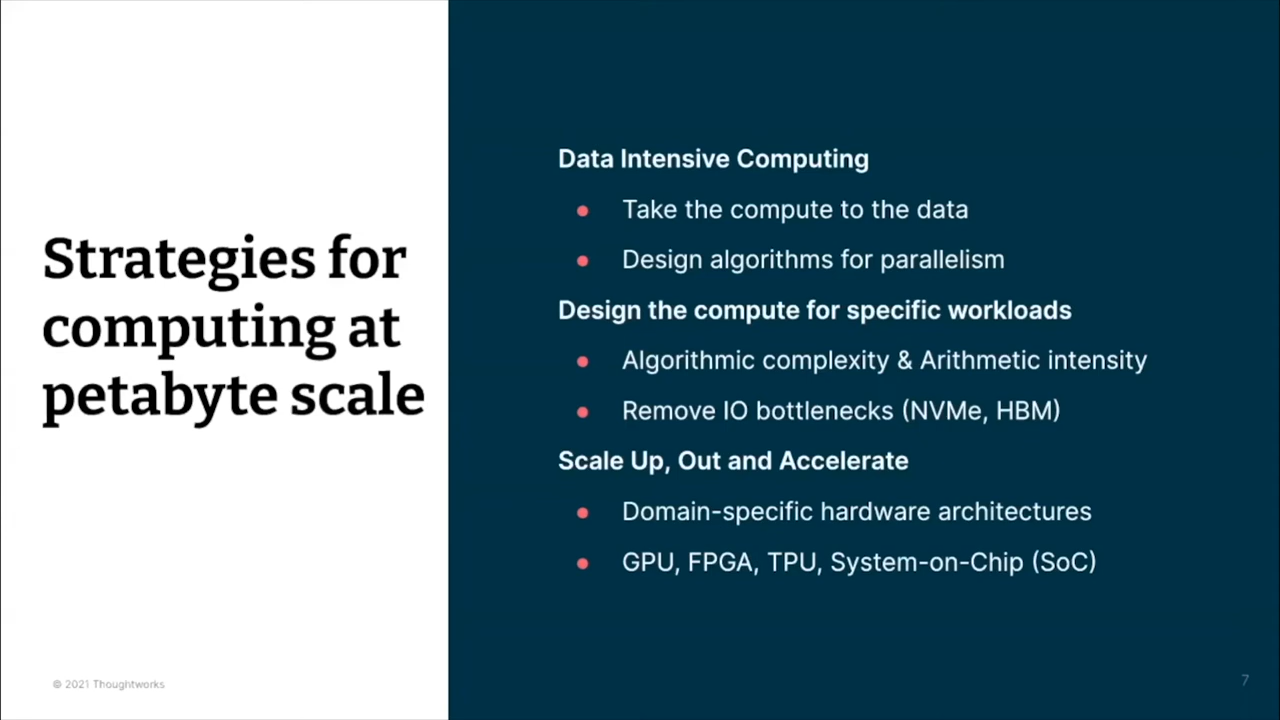 Strategies for
computing at
petabyte scale
Data Intensive Computing
● Take the compute to the data
● Design algorithms for parallelism
Design the compute for specific workloads
● Algorithmic complexity & Arithmetic intensity
● Remove IO bottlenecks (NVMe, HBM)
Scale Up, Out and Accelerate
● Domain-specific hardware architectures
● GPU, FPGA, TPU, System-on-Chip (SoC)
© 2021 Thoughtworks
7